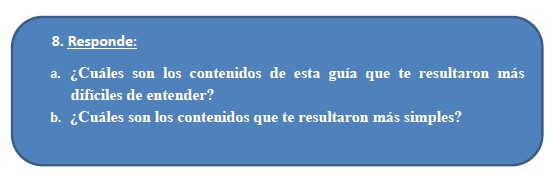 8. Responde:
a. ¿Cuáles son los contenidos de esta guía que te resultaron más
difíciles de entender?
b. ¿Cuáles son los contenidos que te resultaron más simples?